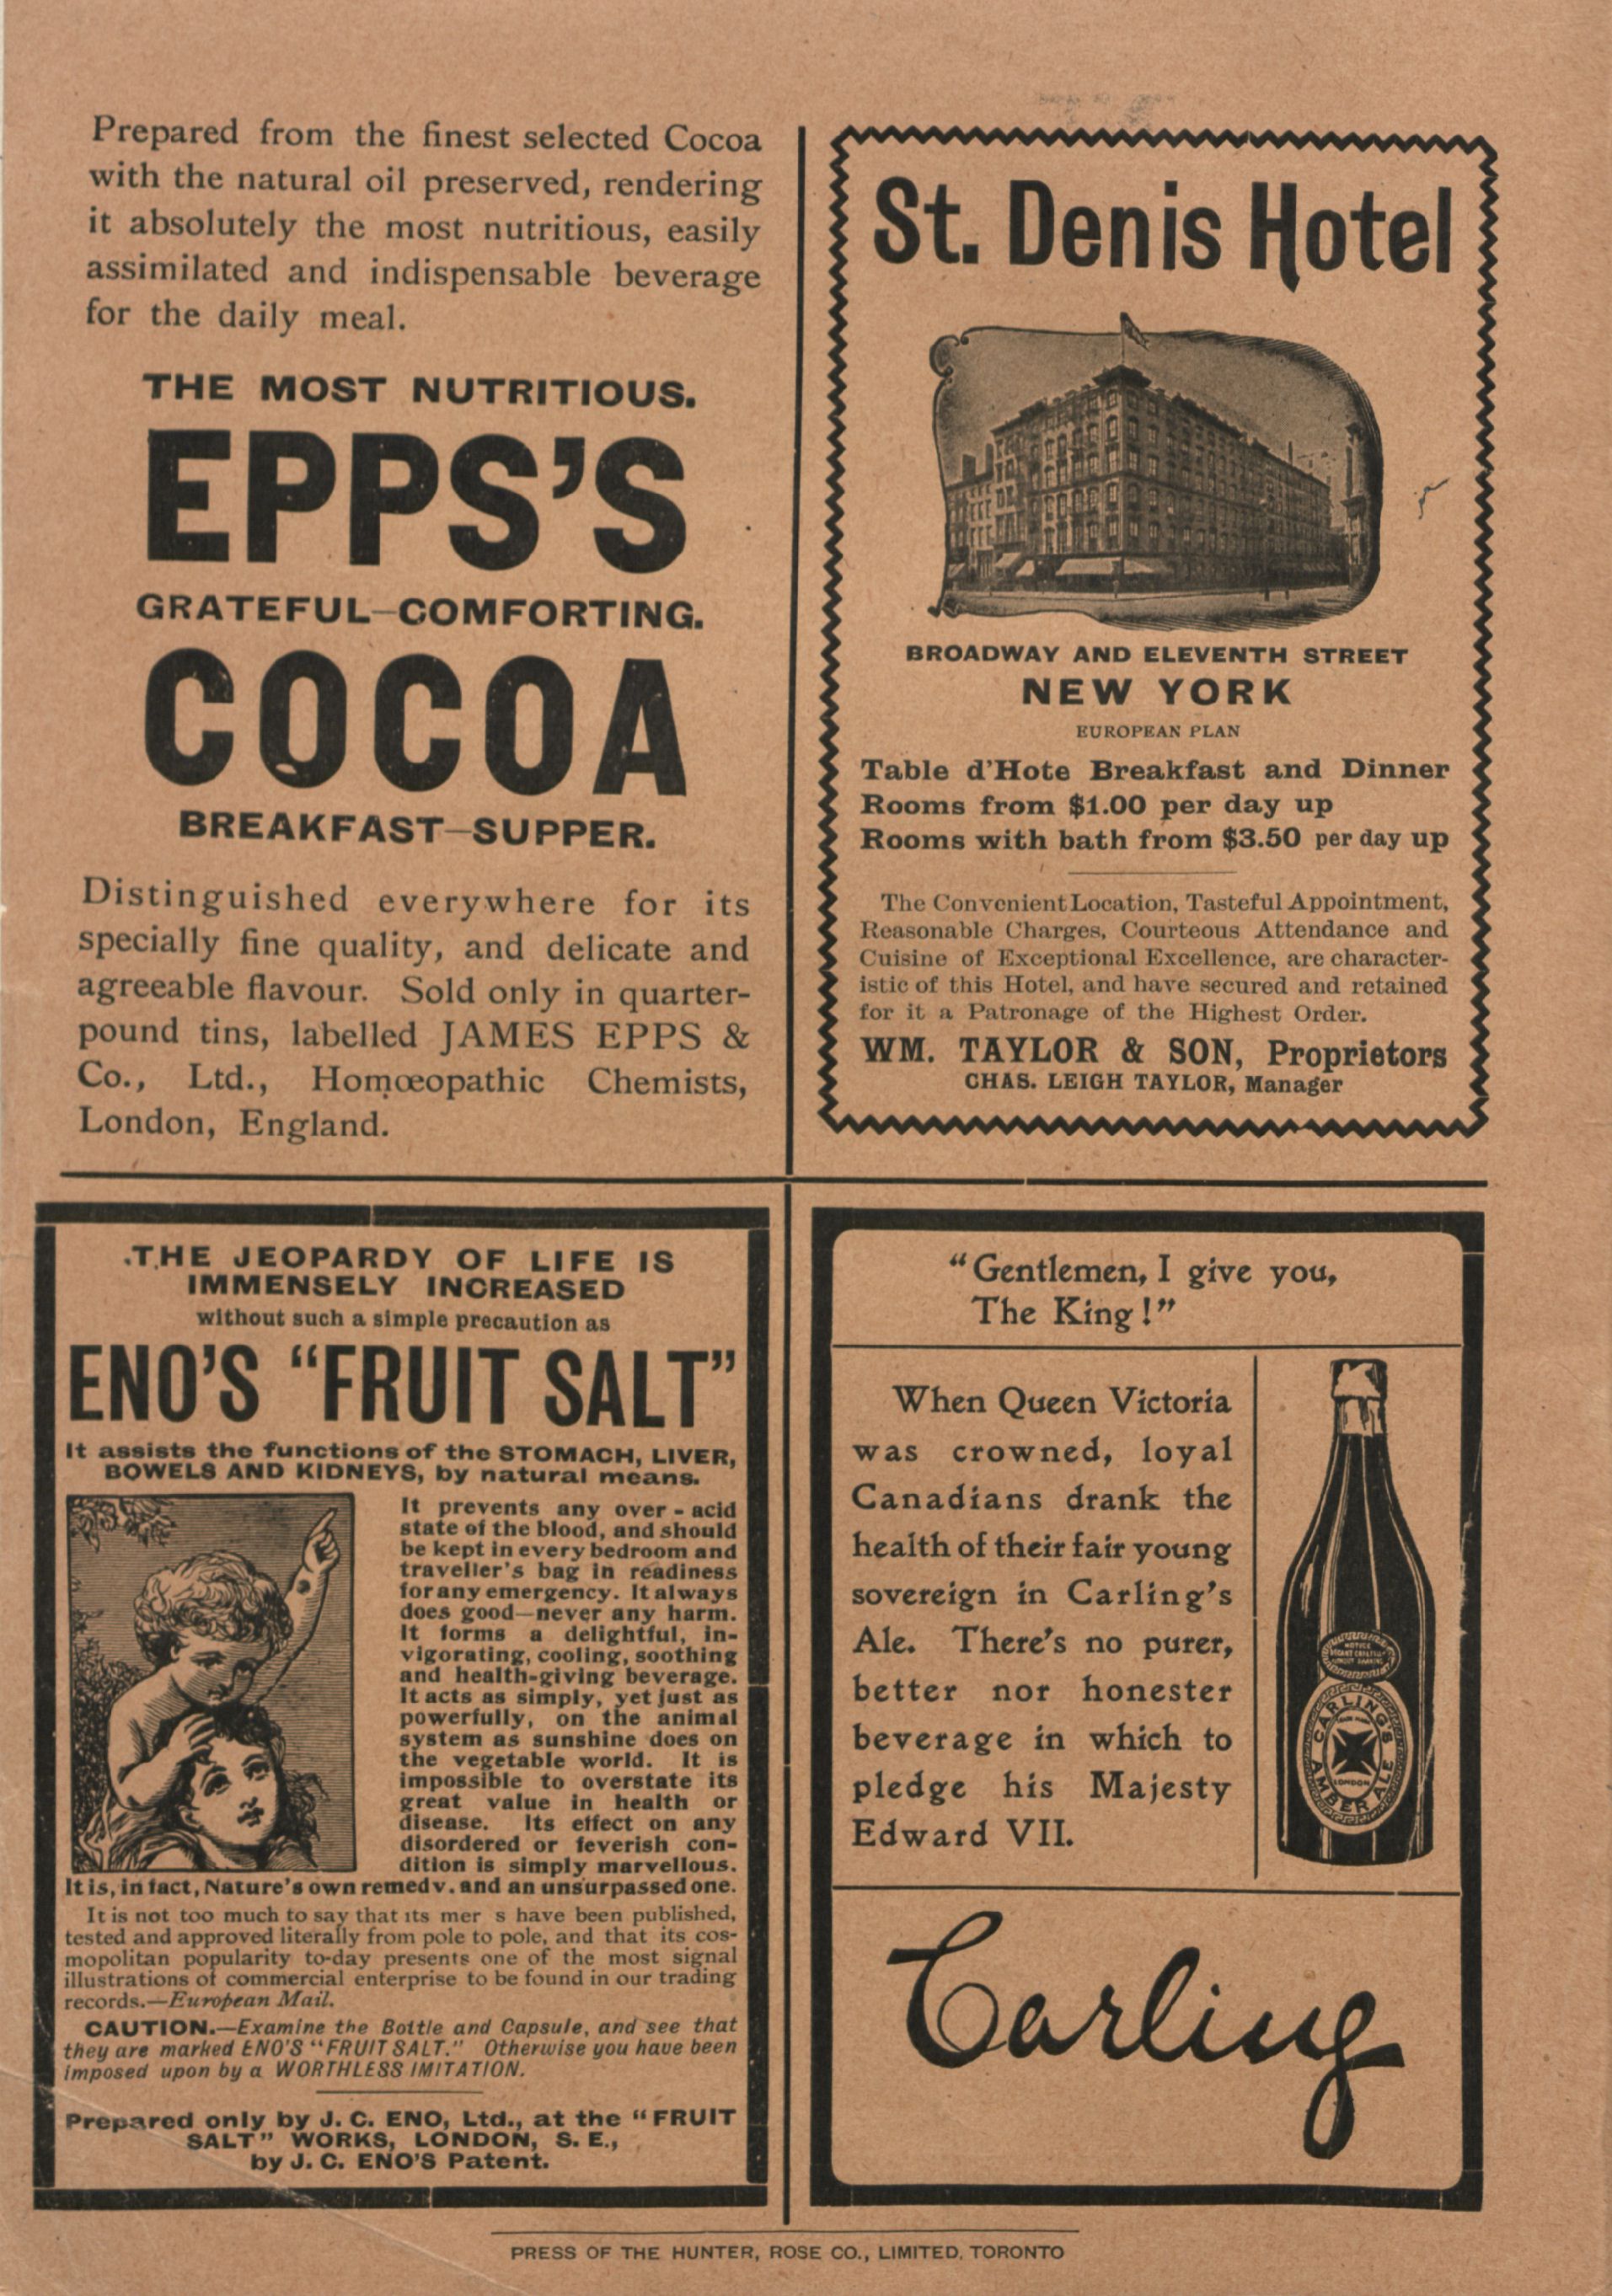 Prepared from the finest selected Cocoa
with the natural oil preserved, rendering
it absolutely the most nutritious, easily
assimilated and indispensable beverage
for the daily meal.
THE MOST NUTRITIOUS.
EPPS'S
GRATEFUL—COMFORTING.
COCOA
BREAKFAST—SUPPER.
Distinguished everywhere for its
specially fine quality, and delicate and
agreeable flavour. Sold only in quarter-
pound tins, labelled JAMES EPPS &
Co., Ltd., Homœopathic Chemists,
London, England.
St. Denis Hotel
BROADWAY AND ELEVENTH STREET
NEW YORK
EUROPEAN PLAN
Table d'Hote Breakfast and Dinner
Rooms from $1.00 per day up
Rooms with bath from $3.50 per day up
The Convenient Location, Tasteful Appointment,
Reasonable Charges, Courteous Attendance and
Cuisine of Exceptional Excellence, are character-
istic of this Hotel, and have secured and retained
for it a Patronage of the Highest Order.
WM. TAYLOR & SON, Proprietors
CHAS. LEIGH TAYLOR, Manager
THE JEOPARDY OF LIFE IS
IMMENSELY INCREASED
without such a simple precaution as
ENO'S "FRUIT SALT"
It assists the functions of the STOMACH, LIVER,
BOWELS AND KIDNEYS, by natural means.
It prevents any over-acid
state of the blood, and should
be kept in every bedroom and
traveller's bag in readiness
for any emergency. It always
does good—never any harm.
It forms a delightful, in-
vigorating, cooling, soothing
and health-giving beverage.
It acts as simply, yet just as
powerfully, on the animal
system as sunshine does on
the vegetable world. It is
impossible to overstate its
great value in health or
disease. Its effect on any
disordered or feverish con-
dition is simply marvellous.
It is, in fact, Nature's own remedy, and an unsurpassed one.
It is not too much to say that its mer s have been published,
tested and approved literally from pole to pole, and that its cos-
mopolitan popularity to-day presents one of the most signal
illustrations of commercial enterprise to be found in our trading
records.—European Mail.
CAUTION.—Examine the Bottle and Capsule, and see that
they are marked ENO'S "FRUIT SALT." Otherwise you have been
imposed upon by a WORTHLESS IMITATION.
Prepared only by J. C. ENO, Ltd., at the "FRUIT
SALT" WORKS, LONDON, S. E.,
by J. C. ENO'S Patent.
"Gentlemen, I give you,
The King!"
When Queen Victoria
was crowned, loyal
Canadians drank the
health of their fair young
sovereign in Carling's
Ale. There's no purer,
better nor honester
beverage in which to
pledge his Majesty
Edward VII.
NOTICE
CARLING'S
LONDON
AMBER ALE
Carling
PRESS OF THE HUNTER, ROSE CO., LIMITED, TORONTO